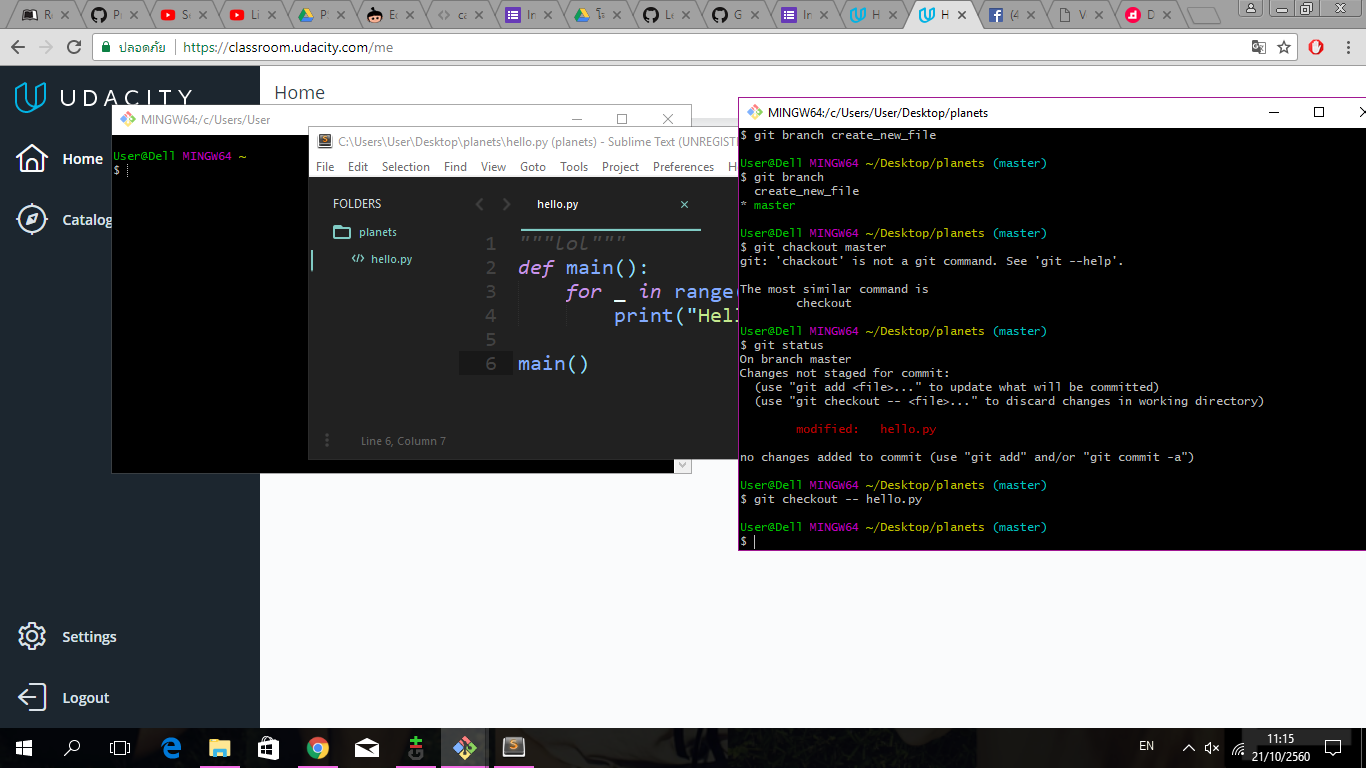 R
P
S
Li
P
E
ca
In
โ
L
G
In
H
H
(4
V
D
ปลอดภัย
https://classroom.udacity.com/me
UDACITY
Home
Home
Catalog
Settings
Logout
MINGW64:/c/Users/User
User@Dell MINGW64 ~
$
C:\Users\User\Desktop\planets\hello.py (planets) - Sublime Text (UNREGIST
File Edit Selection Find View Goto Tools Project Preferences H
FOLDERS
planets
hello.py
hello.py
1 """lol"""
2 def main():
3 for _ in range(
4 print("Hell
5
6 main()
Line 6, Column 7
MINGW64:/c/Users/User/Desktop/planets
$ git branch create_new_file
User@Dell MINGW64 ~/Desktop/planets (master)
$ git branch
create_new_file
* master
User@Dell MINGW64 ~/Desktop/planets (master)
$ git chackout master
git: 'chackout' is not a git command. See 'git --help'.
The most similar command is
checkout
User@Dell MINGW64 ~/Desktop/planets (master)
$ git status
On branch master
Changes not staged for commit:
(use "git add <file>..." to update what will be committed)
(use "git checkout -- <file>..." to discard changes in working directory)
modified: hello.py
no changes added to commit (use "git add" and/or "git commit -a")
User@Dell MINGW64 ~/Desktop/planets (master)
$ git checkout -- hello.py
User@Dell MINGW64 ~/Desktop/planets (master)
$
EN
11:15
21/10/2560